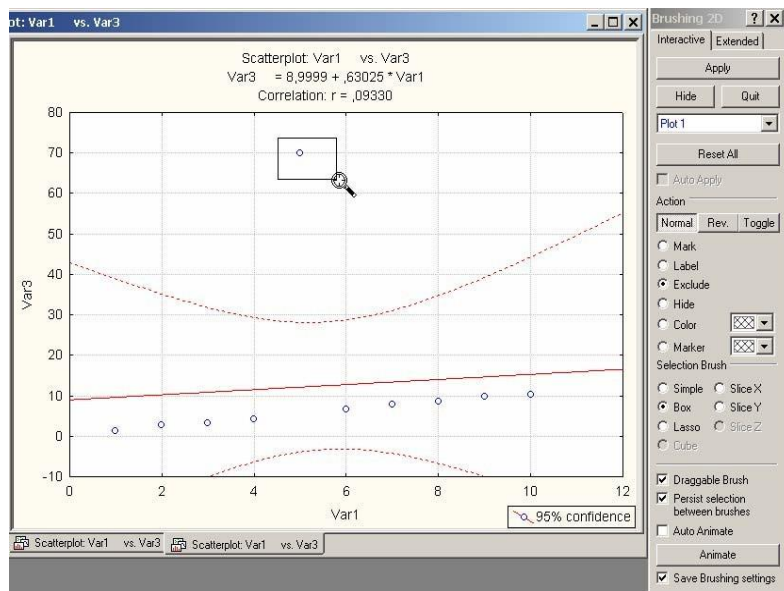 ot: Var1 vs. Var3
Scatterplot: Var1 vs. Var3
Var3 = 8,9999 + ,63025 * Var1
Correlation: r = ,09330
80
70
60
50
40
30
20
10
0
-10
Var3
0 2 4 6 8 10 12
Var1
95% confidence
Scatterplot: Var1 vs. Var3
Scatterplot: Var1 vs. Var3
Brushing 2D
Interactive Extended
Apply
Hide Quit
Plot 1
Reset All
Auto Apply
Action
Normal Rev. Toggle
Mark
Label
Exclude
Hide
Color
Marker
Selection Brush
Simple Slice X
Box Slice Y
Lasso Slice Z
Cube
Draggable Brush
Persist selection
between brushes
Auto Animate
Animate
Save Brushing settings